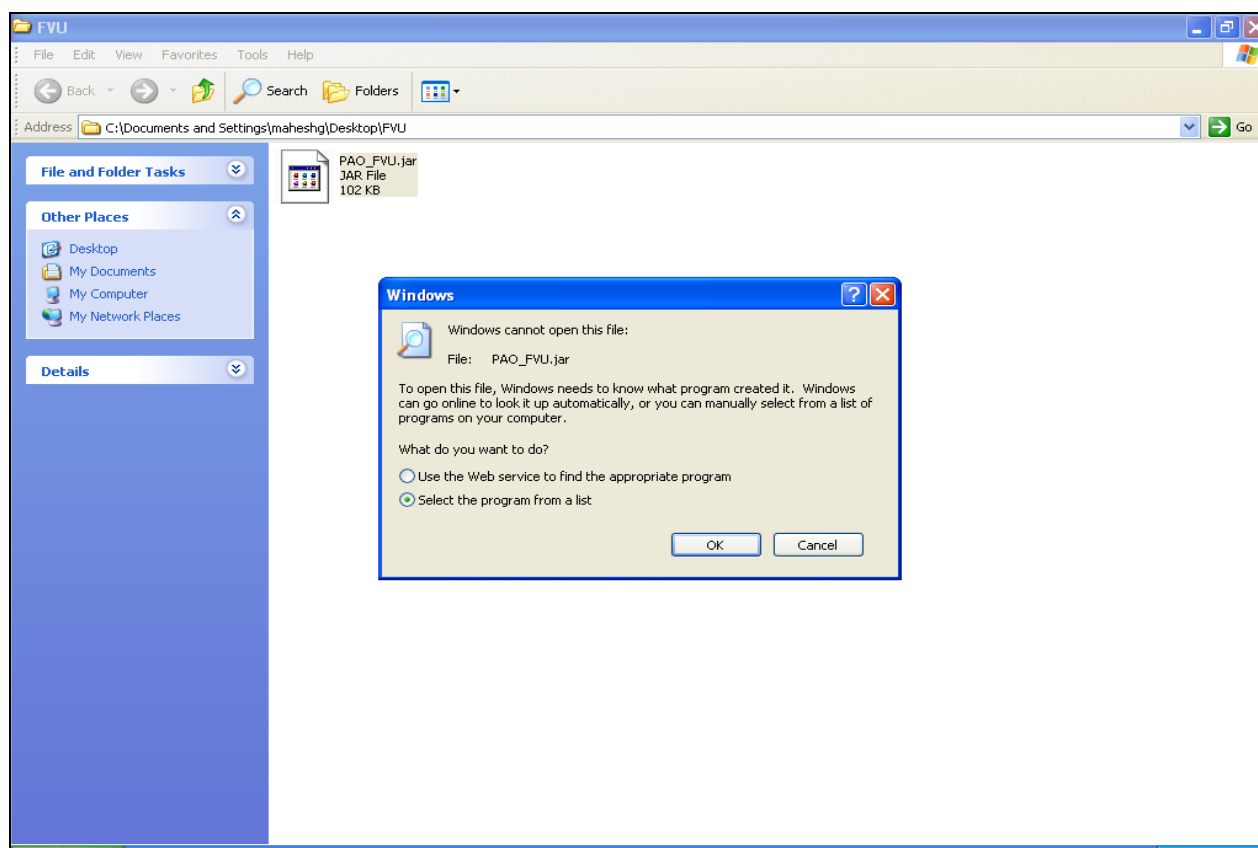 FVU
File Edit View Favorites Tools Help
Back Search Folders
Address C:\Documents and Settings\maheshg\Desktop\FVU Go
File and Folder Tasks
Other Places
Desktop
My Documents
My Computer
My Network Places
Details
PAO_FVU.jar
JAR File
102 KB
Windows
Windows cannot open this file:
File: PAO_FVU.jar
To open this file, Windows needs to know what program created it. Windows
can go online to look it up automatically, or you can manually select from a list of
programs on your computer.
What do you want to do?
Use the Web service to find the appropriate program
Select the program from a list
OK Cancel